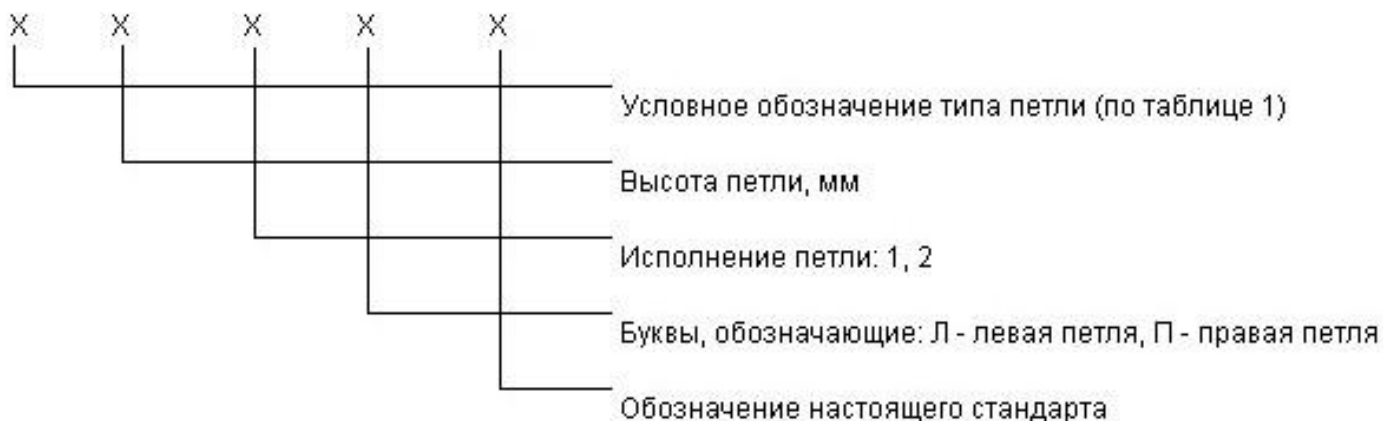 X X X X X
Условное обозначение типа петли (по таблице 1)
Высота петли, мм
Исполнение петли: 1, 2
Буквы, обозначающие: Л - левая петля, П - правая петля
Обозначение настоящего стандарта